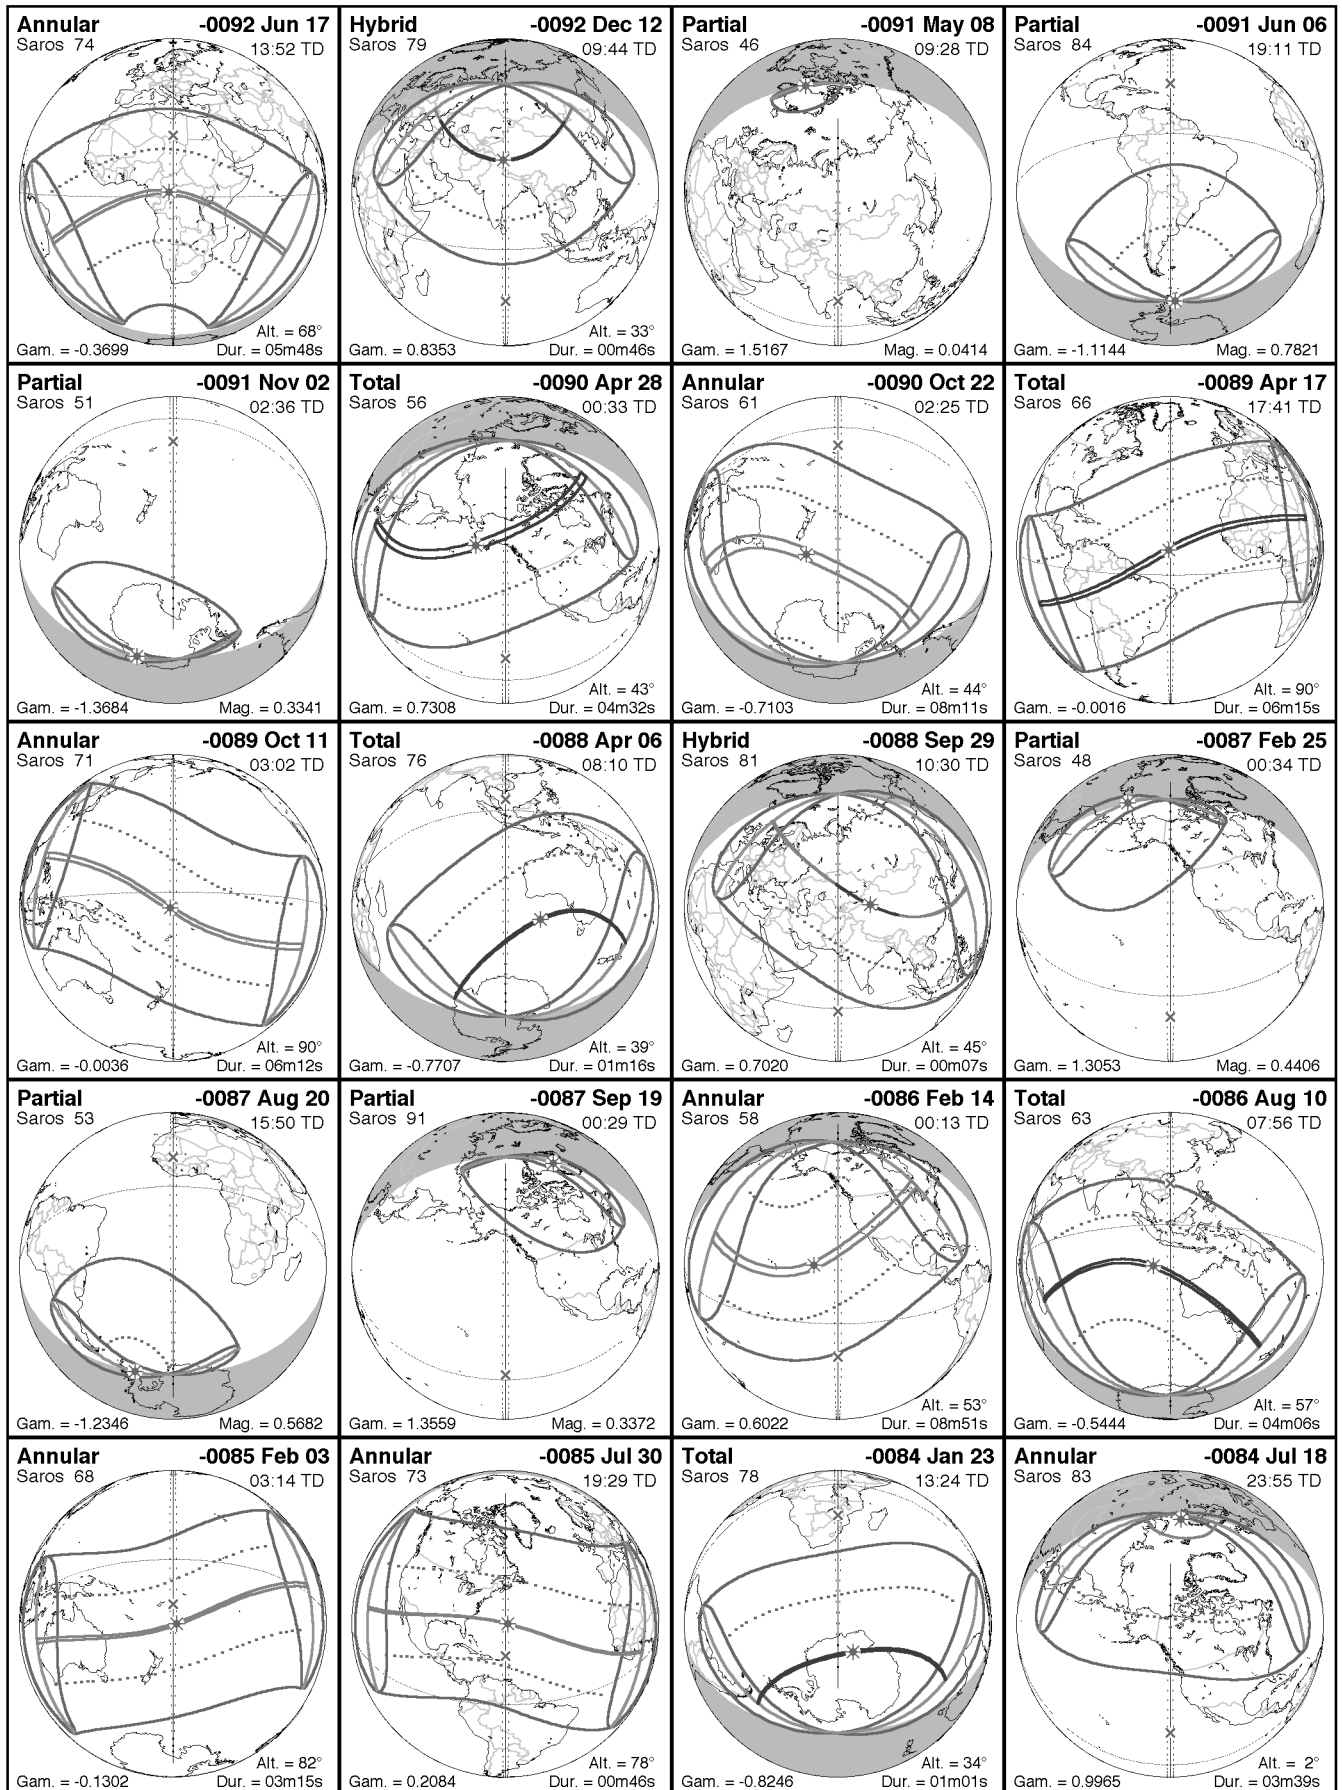 Annular -0092 Jun 17
Saros 74 13:52 TD
Alt. = 68°
Gam. = -0.3699 Dur. = 05m48s
Hybrid -0092 Dec 12
Saros 79 09:44 TD
Alt. = 33°
Gam. = 0.8353 Dur. = 00m46s
Partial -0091 May 08
Saros 46 09:28 TD
Gam. = 1.5167 Mag. = 0.0414
Partial -0091 Jun 06
Saros 84 19:11 TD
Gam. = -1.1144 Mag. = 0.7821
Partial -0091 Nov 02
Saros 51 02:36 TD
Gam. = -1.3684 Mag. = 0.3341
Total -0090 Apr 28
Saros 56 00:33 TD
Alt. = 43°
Gam. = 0.7308 Dur. = 04m32s
Annular -0090 Oct 22
Saros 61 02:25 TD
Alt. = 44°
Gam. = -0.7103 Dur. = 08m11s
Total -0089 Apr 17
Saros 66 17:41 TD
Alt. = 90°
Gam. = -0.0016 Dur. = 06m15s
Annular -0089 Oct 11
Saros 71 03:02 TD
Alt. = 90°
Gam. = -0.0036 Dur. = 06m12s
Total -0088 Apr 06
Saros 76 08:10 TD
Alt. = 39°
Gam. = -0.7707 Dur. = 01m16s
Hybrid -0088 Sep 29
Saros 81 10:30 TD
Alt. = 45°
Gam. = 0.7020 Dur. = 00m07s
Partial -0087 Feb 25
Saros 48 00:34 TD
Gam. = 1.3053 Mag. = 0.4406
Partial -0087 Aug 20
Saros 53 15:50 TD
Gam. = -1.2346 Mag. = 0.5682
Partial -0087 Sep 19
Saros 91 00:29 TD
Gam. = 1.3559 Mag. = 0.3372
Annular -0086 Feb 14
Saros 58 00:13 TD
Alt. = 53°
Gam. = 0.6022 Dur. = 08m51s
Total -0086 Aug 10
Saros 63 07:56 TD
Alt. = 57°
Gam. = -0.5444 Dur. = 04m06s
Annular -0085 Feb 03
Saros 68 03:14 TD
Alt. = 82°
Gam. = -0.1302 Dur. = 03m15s
Annular -0085 Jul 30
Saros 73 19:29 TD
Alt. = 78°
Gam. = 0.2084 Dur. = 00m46s
Total -0084 Jan 23
Saros 78 13:24 TD
Alt. = 34°
Gam. = -0.8246 Dur. = 01m01s
Annular -0084 Jul 18
Saros 83 23:55 TD
Alt. = 2°
Gam. = 0.9965 Dur. = 03m39s